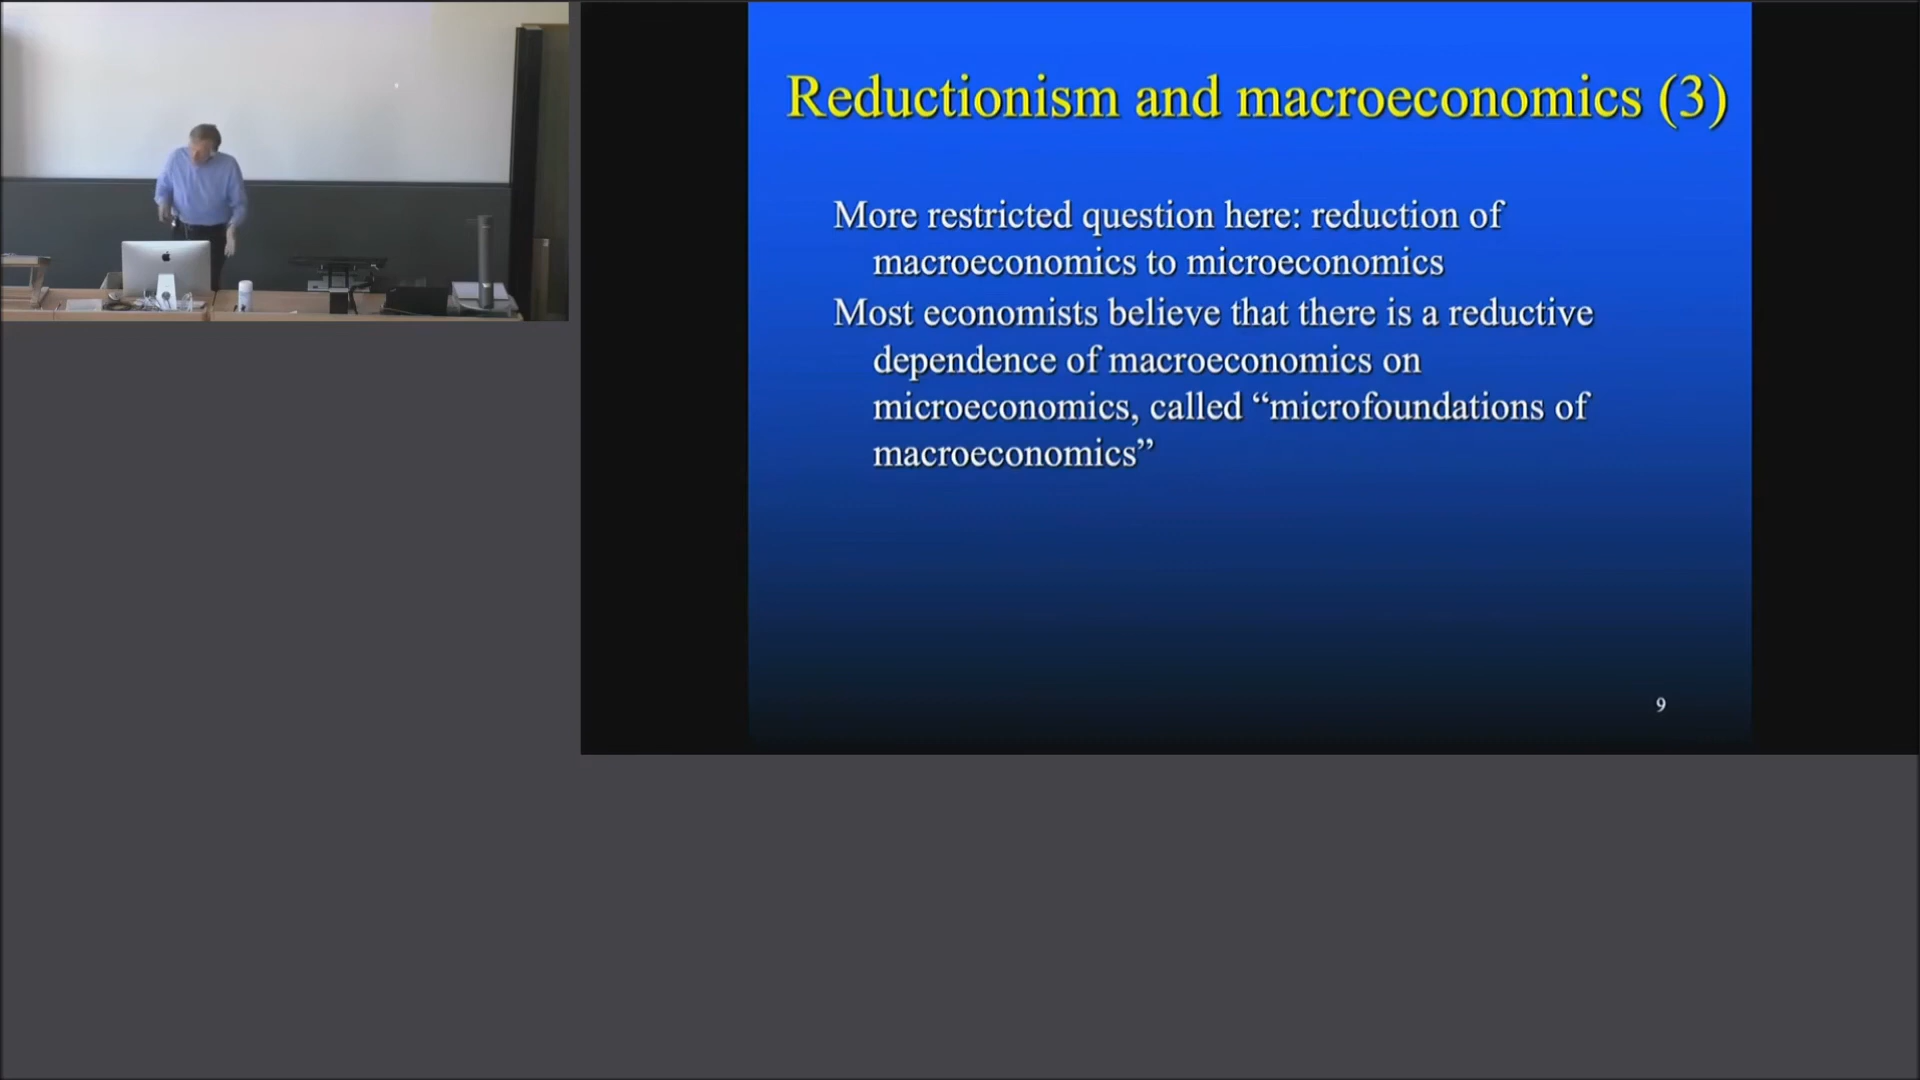 Reductionism and macroeconomics (3)
More restricted question here: reduction of
macroeconomics to microeconomics
Most economists believe that there is a reductive
dependence of macroeconomics on
microeconomics, called “microfoundations of
macroeconomics”
9